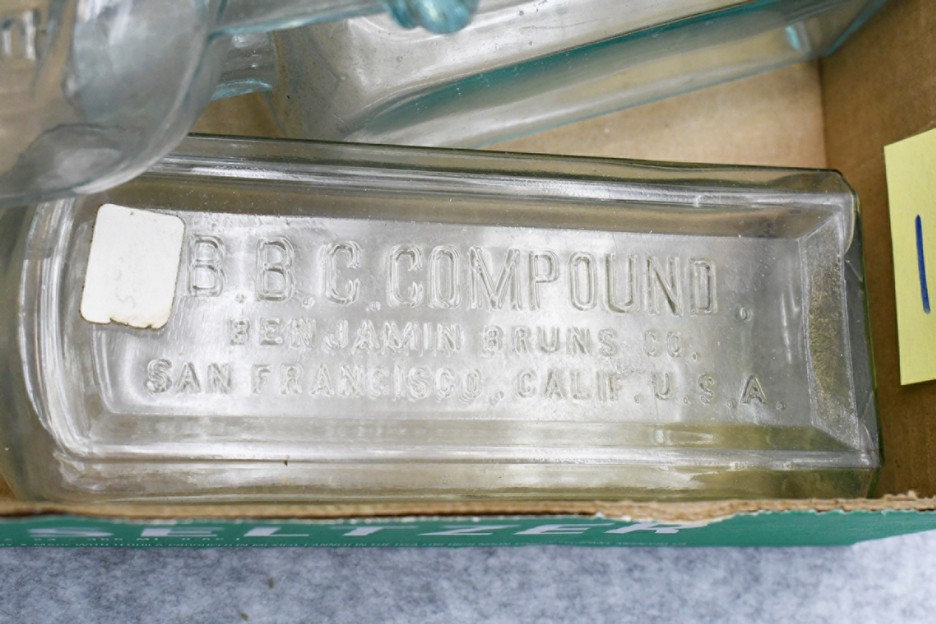 B.B.C. COMPOUND.
BENJAMIN BRUNS CO.
SAN FRANCISCO, CALIF. U.S.A.
SELTZER